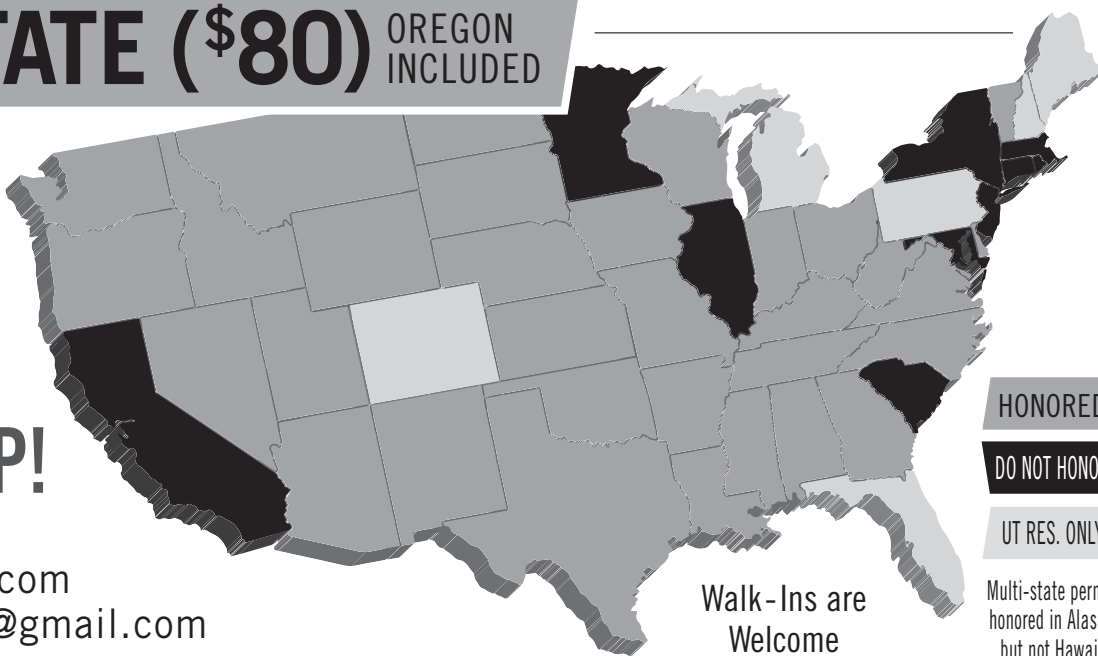 TATE ($80) OREGON
INCLUDED
P!
.com
@gmail.com
Walk-Ins are
Welcome
HONORED
DO NOT HONO
UT RES. ONLY
Multi-state perm
honored in Alas
but not Hawai